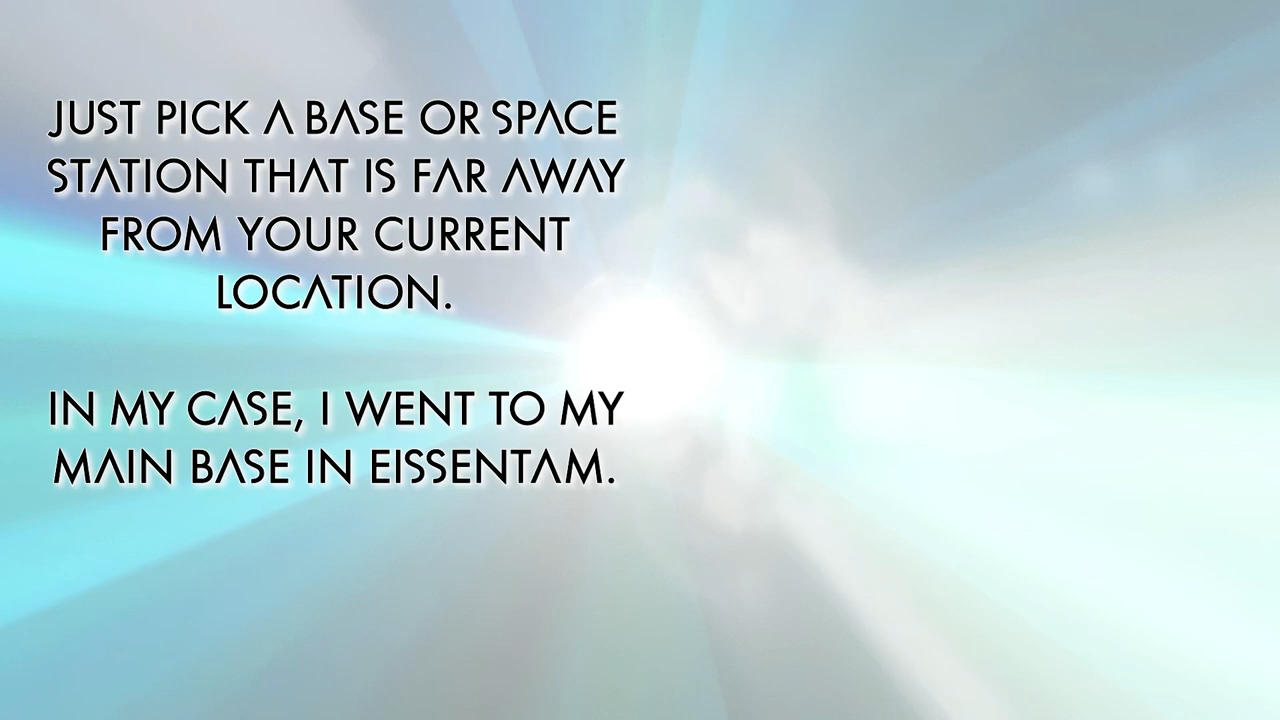 JUST PICK A BASE OR SPACE
STATION THAT IS FAR AWAY
FROM YOUR CURRENT
LOCATION.
IN MY CASE, I WENT TO MY
MAIN BASE IN EISSENTAM.